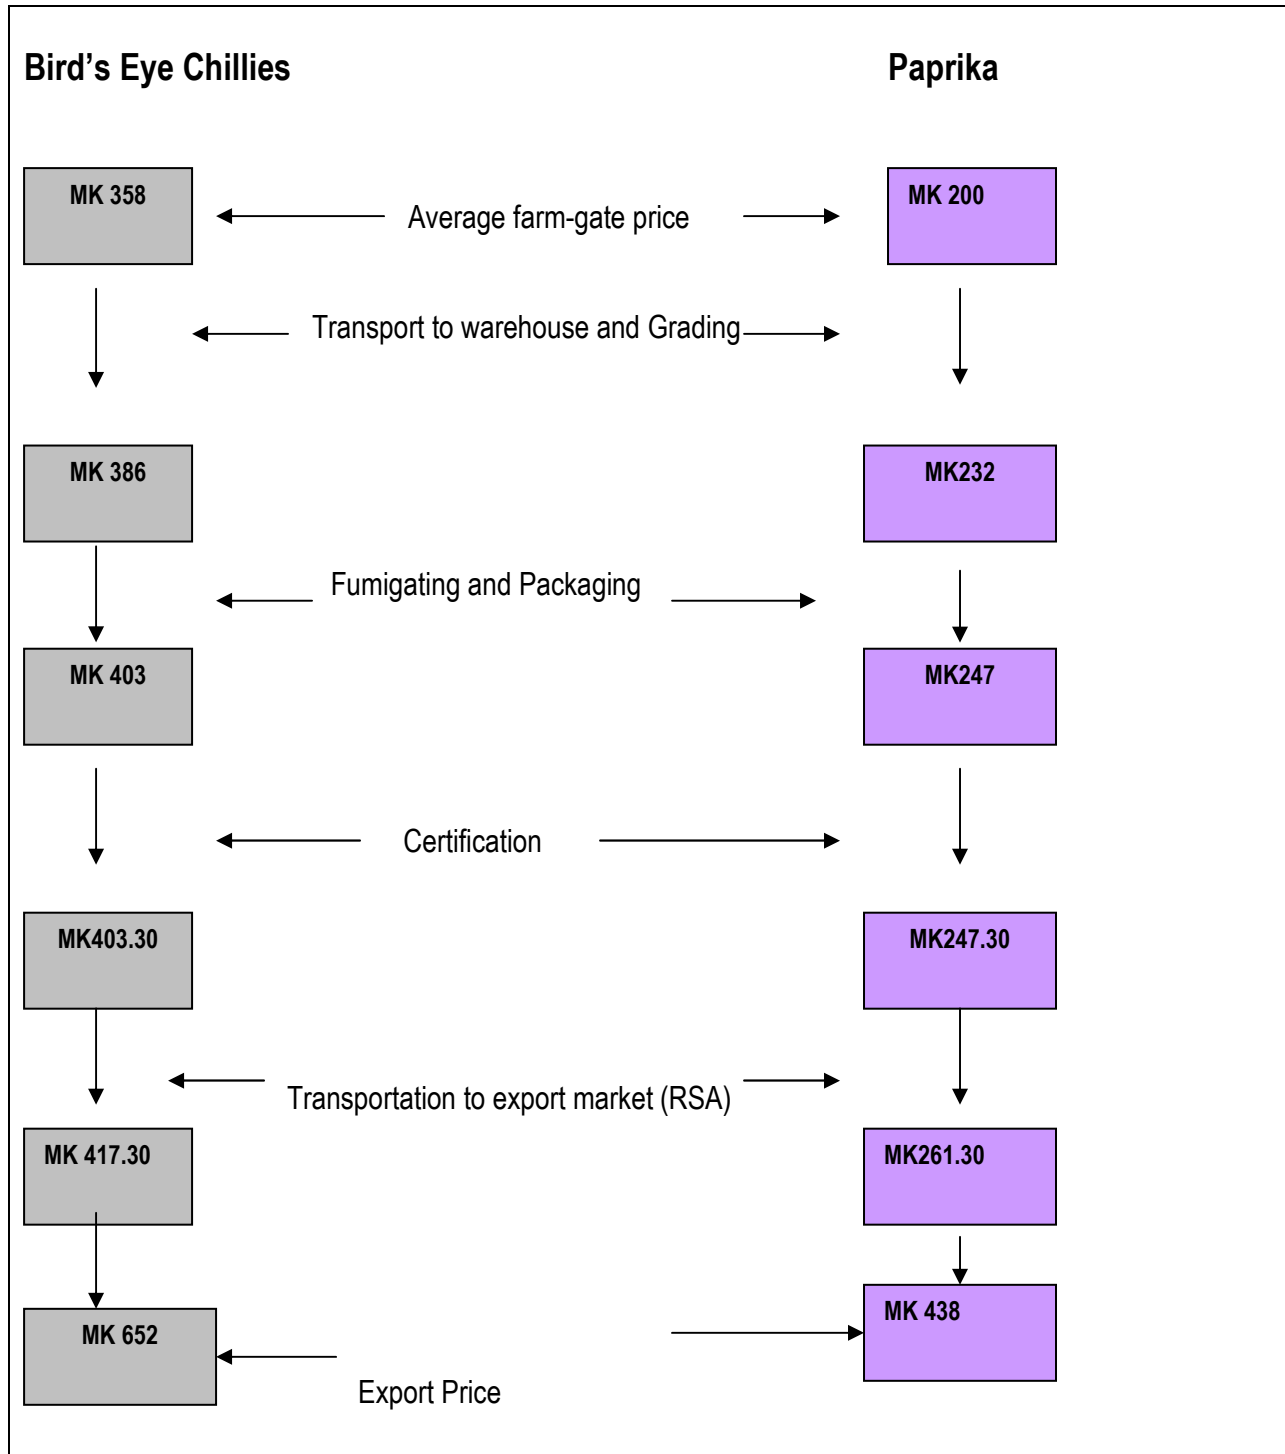 Bird’s Eye Chillies
Paprika
MK 358
Average farm-gate price
MK 200
Transport to warehouse and Grading
MK 386
MK232
Fumigating and Packaging
MK 403
MK247
Certification
MK403.30
MK247.30
Transportation to export market (RSA)
MK 417.30
MK261.30
MK 652
MK 438
Export Price